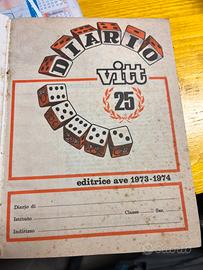 DIARIO
vitt
25
editrice ave 1973-1974
Diario di
Istituto Classe Sez.
Indirizzo